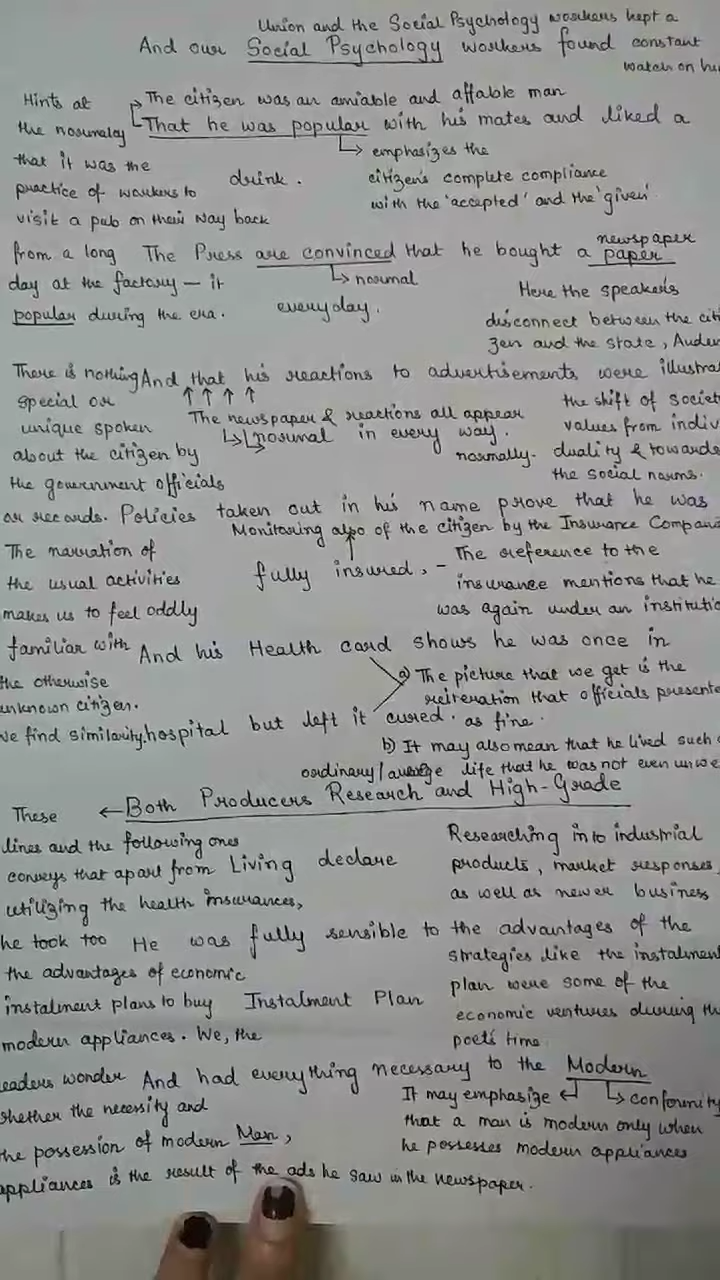 Union and the Social Psychology workers kept a
And our Social Psychology workers found constant
watch on
Hints at → The citizen was an amiable and affable man
the normalcy That he was popular with his mates and liked a
that it was the → emphasizes the
practice of workers to drink. citizen's complete compliance
visit a pub on their way back with the 'accepted' and the 'given'
newspaper
from a long The Press are convinced that he bought a paper
day at the factory – it → normal Here the speaker's
popular during the era. everyday. disconnect between the
zen and the state,
There is nothing And that his reactions to advertisements were
special or ↑ ↑ ↑ ↑ the shift of
unique spoken The newspaper & reactions all appear values from
about the citizen by → normal in every way. normally. duality & towards
the government officials the social norms.
or records. Policies taken out in his name prove that he was
Monitoring also of the citizen by the Insurance
The narration of The reference to the
the usual activities fully insured, – insurance mentions that he
makes us to feel oddly was again under an
familiar with And his Health card shows he was once in
the otherwise a) The picture that we get is the
unknown citizen. reiteration that officials
We find similarity. hospital but left it cured. as fine.
b) It may also mean that he lived such
ordinary/average life that he was not even
These ← Both Producers Research and High-Grade
lines and the following ones Researching into industrial
conveys that apart from Living declare products, market responses,
utilizing the health insurances, as well as newer business
he took too He was fully sensible to the advantages of the
the advantages of economic strategies like the instalment
instalment plans to buy Instalment Plan plan were some of the
modern appliances. We, the economic ventures during
poet's time.
And had everything necessary to the Modern
wonder It may emphasize ← → conformity
whether the necessity and that a man is modern only when
the possession of modern Man, he possesses modern appliances
appliances is the result of the ads he saw in the newspaper.